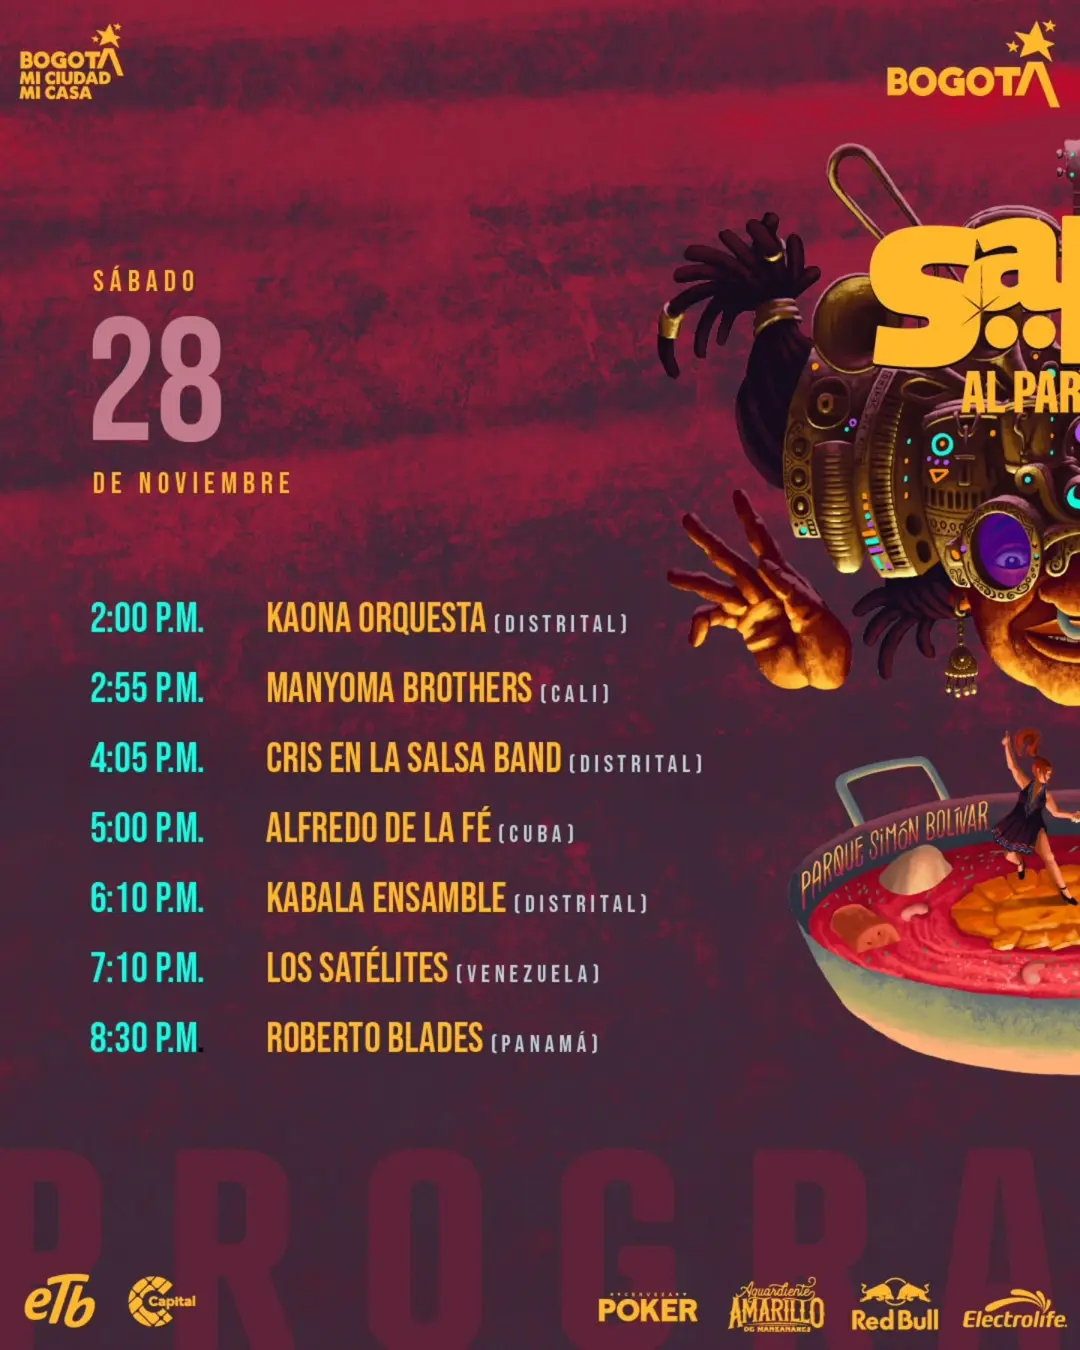 BOGOTÁ
MI CIUDAD
MI CASA
BOGOTÁ
AL PAR
SÁBADO
28
DE NOVIEMBRE
2:00 P.M. KAONA ORQUESTA (DISTRITAL)
2:55 P.M. MANYOMA BROTHERS (CALI)
4:05 P.M. CRIS EN LA SALSA BAND (DISTRITAL)
5:00 P.M. ALFREDO DE LA FÉ (CUBA)
6:10 P.M. KABALA ENSAMBLE (DISTRITAL)
7:10 P.M. LOS SATÉLITES (VENEZUELA)
8:30 P.M. ROBERTO BLADES (PANAMÁ)
PARQUE SIMÓN BOLÍVAR
PROGRA
eTb
Capital
CERVEZA
POKER
Aguardiente
AMARILLO
DE MANZANARES
Red Bull
Electrolife